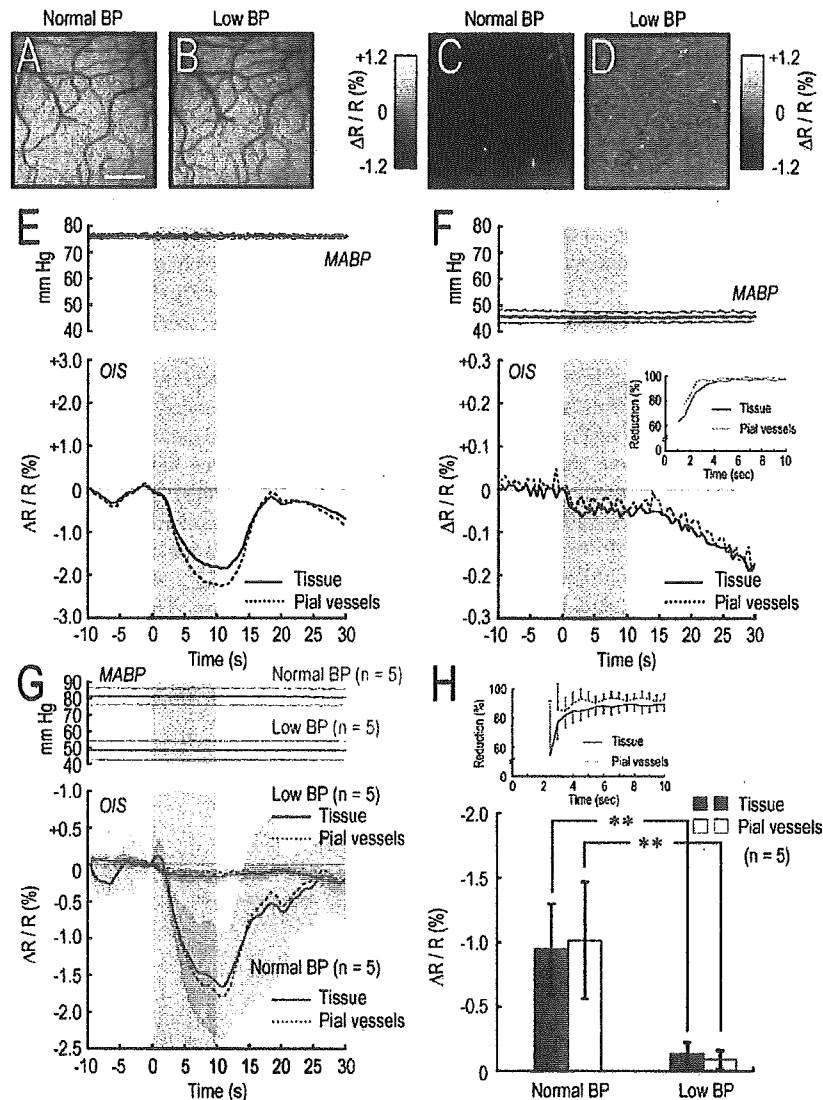 Normal BP
Low BP
Normal BP
Low BP
A
B
C
D
+1.2
0
-1.2
ΔR / R (%)
+1.2
0
-1.2
ΔR / R (%)
E
80
70
60
50
40
mm Hg
MABP
OIS
+3.0
+2.0
+1.0
0
-1.0
-2.0
-3.0
ΔR / R (%)
Tissue
Pial vessels
-10 -5 0 5 10 15 20 25 30
Time (s)
F
80
70
60
50
40
mm Hg
MABP
OIS
+0.3
+0.2
+0.1
0
-0.1
-0.2
-0.3
ΔR / R (%)
100
80
60
0
Reduction (%)
Tissue
Pial vessels
0 2 4 6 8 10
Time (sec)
Tissue
Pial vessels
-10 -5 0 5 10 15 20 25 30
Time (s)
G
MABP
90
80
70
60
50
40
mm Hg
Normal BP (n = 5)
Low BP (n = 5)
OIS
-1.0
+0.5
0
-0.5
-1.0
-1.5
-2.0
-2.5
ΔR / R (%)
Low BP (n = 5)
Tissue
Pial vessels
Normal BP (n = 5)
Tissue
Pial vessels
-10 -5 0 5 10 15 20 25 30
Time (s)
H
100
80
60
0
Reduction (%)
Tissue
Pial vessels
0 2 4 6 8 10
Time (sec)
Tissue
Pial vessels
(n = 5)
**
**
-2.0
-1.5
-1.0
-0.5
0
ΔR / R (%)
Normal BP
Low BP